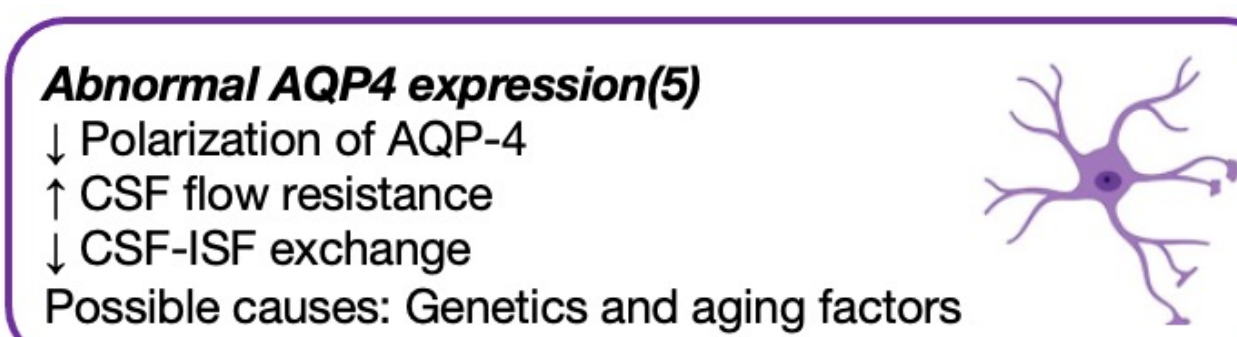 Abnormal AQP4 expression(5)
↓ Polarization of AQP-4
↑ CSF flow resistance
↓ CSF-ISF exchange
Possible causes: Genetics and aging factors